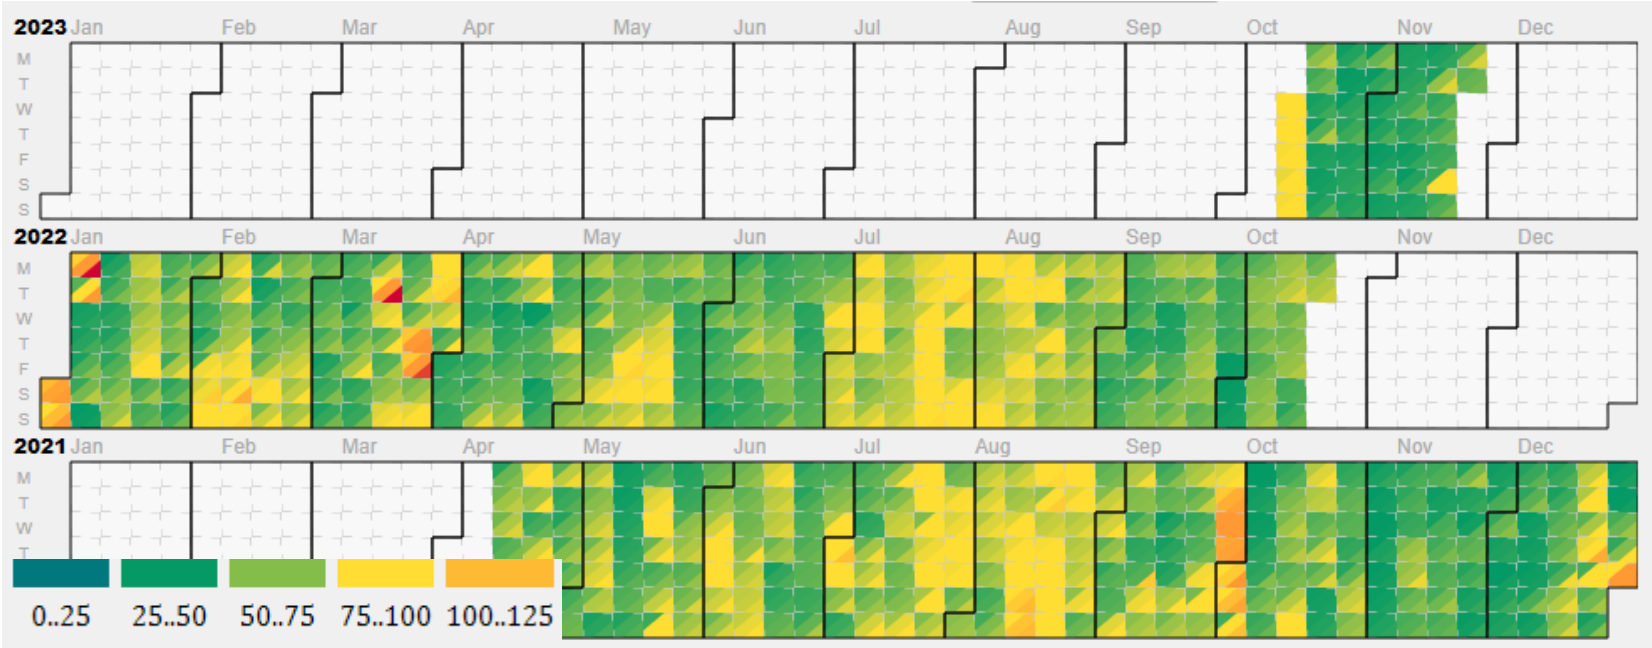 2023 Jan Feb Mar Apr May Jun Jul Aug Sep Oct Nov Dec
M
T
W
T
F
S
S
2022 Jan Feb Mar Apr May Jun Jul Aug Sep Oct Nov Dec
M
T
W
T
F
S
S
2021 Jan Feb Mar Apr May Jun Jul Aug Sep Oct Nov Dec
M
T
W
T
0..25 25..50 50..75 75..100 100..125